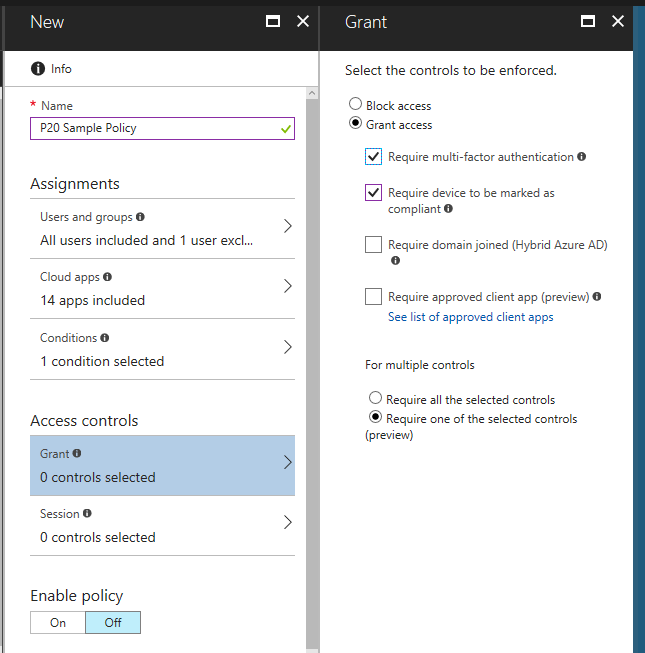 New
Info
* Name
P20 Sample Policy
Assignments
Users and groups
All users included and 1 user excl...
Cloud apps
14 apps included
Conditions
1 condition selected
Access controls
Grant
0 controls selected
Session
0 controls selected
Enable policy
On Off
Grant
Select the controls to be enforced.
Block access
Grant access
Require multi-factor authentication
Require device to be marked as
compliant
Require domain joined (Hybrid Azure AD)
Require approved client app (preview)
See list of approved client apps
For multiple controls
Require all the selected controls
Require one of the selected controls
(preview)